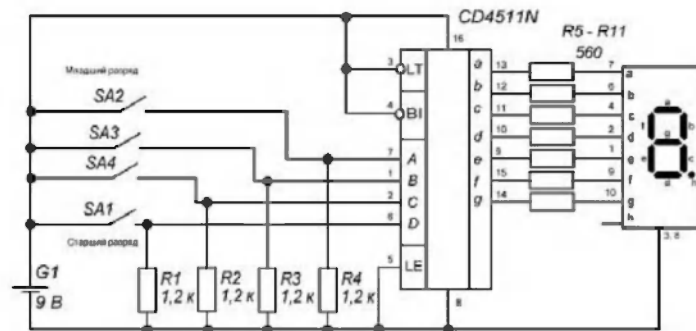 CD4511N
R5 - R11
560
16
Младший разряд
SA2
SA3
SA4
SA1
Старший разряд
G1
9 В
R1
1,2 к
R2
1,2 к
R3
1,2 к
R4
1,2 к
3
LT
4
BI
7
A
1
B
2
C
6
D
5
LE
8
a
13
b
12
c
11
d
10
e
9
f
15
g
14
7
a
6
b
4
c
2
d
1
e
9
f
10
g
h
3, 8
a
f
b
g
e
c
d
h